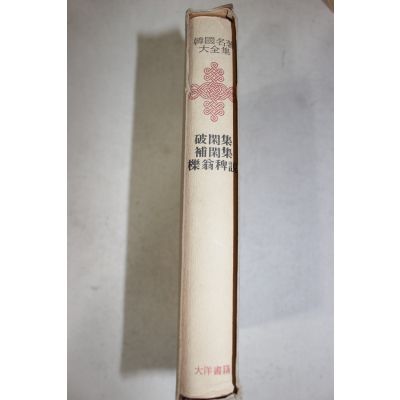 韓國名著
大全集
破閑集
補閑集
櫟翁稗說
大洋書籍